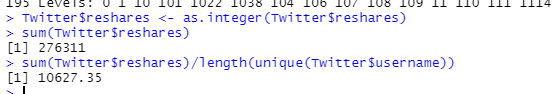 195 Levels: 0 1 10 101 1022 1038 104 106 107 108 109 11 110 111 1114
> Twitter$reshares <- as.integer(Twitter$reshares)
> sum(Twitter$reshares)
[1] 276311
> sum(Twitter$reshares)/length(unique(Twitter$username))
[1] 10627.35
>